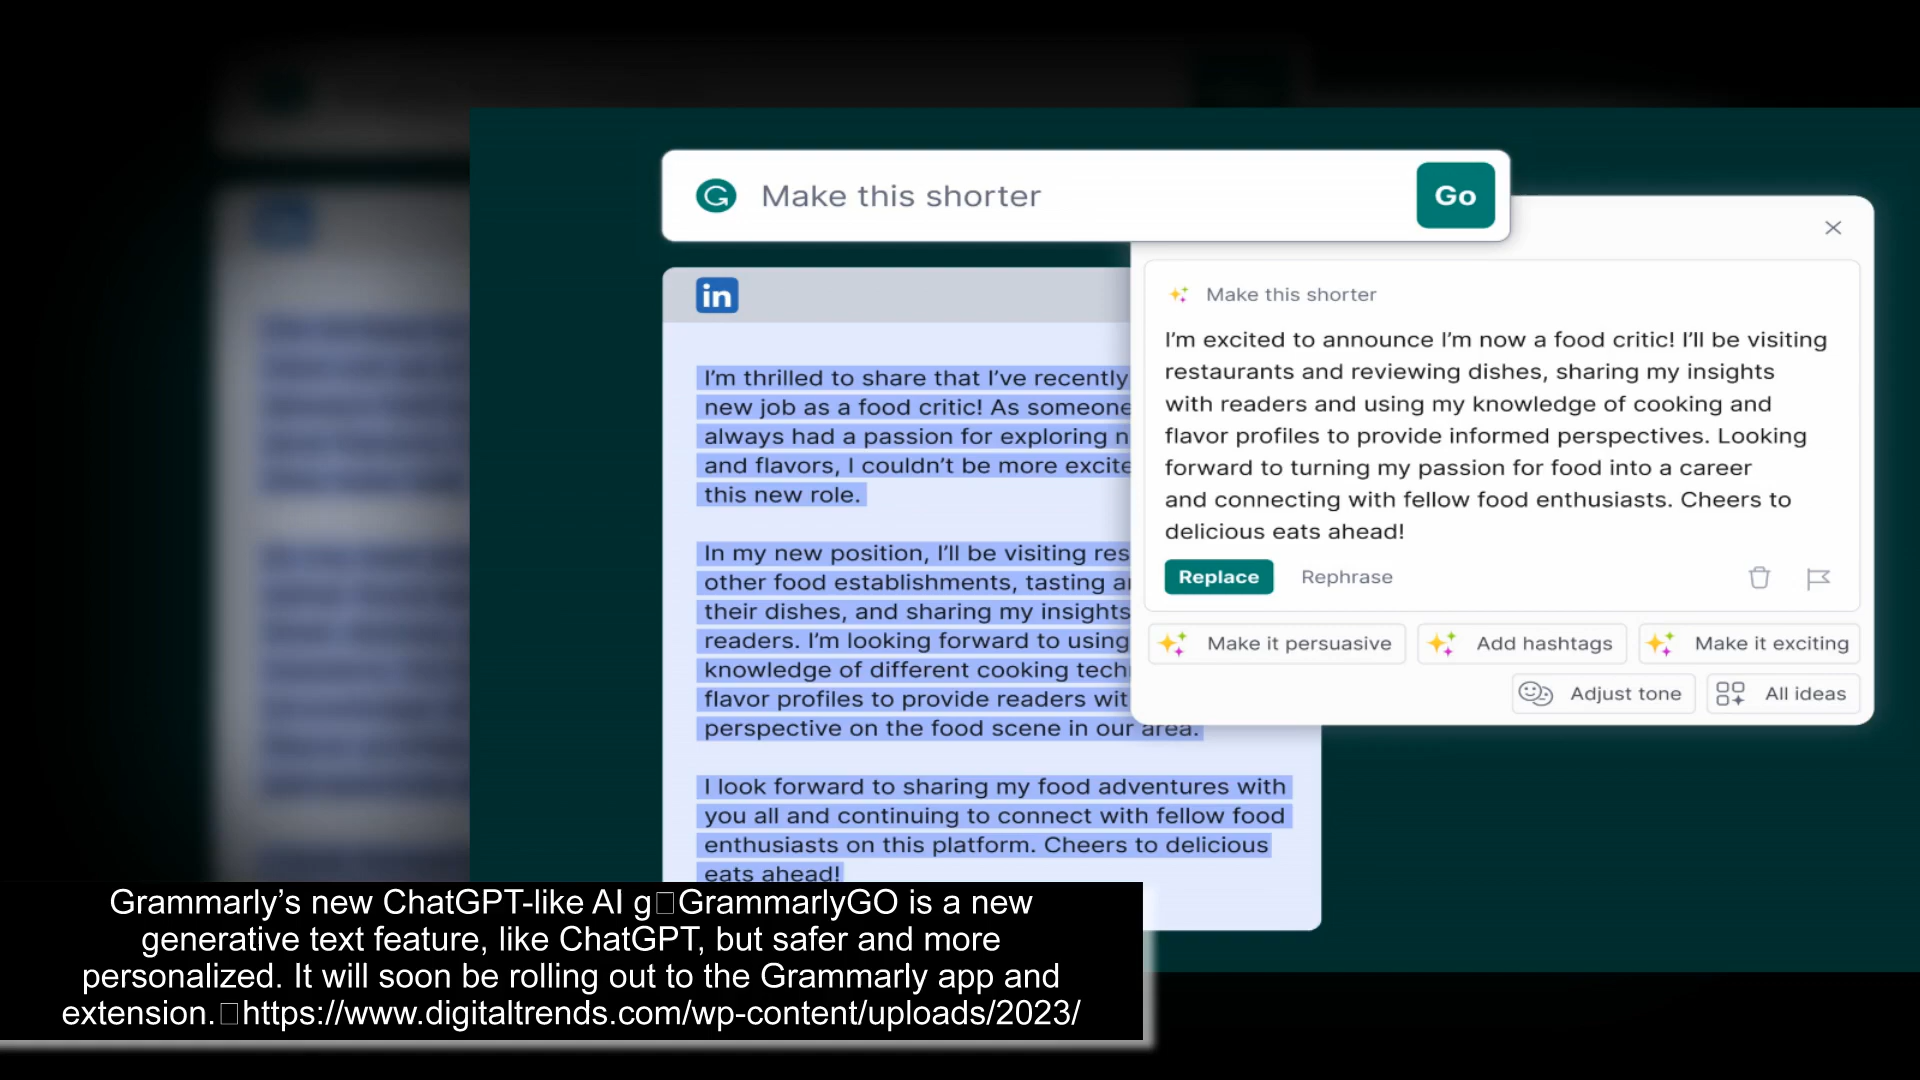 Make this shorter
Go
in
I'm thrilled to share that I've recently
new job as a food critic! As someone
always had a passion for exploring n
and flavors, I couldn't be more excite
this new role.
In my new position, I'll be visiting res
other food establishments, tasting a
their dishes, and sharing my insights
readers. I'm looking forward to using
knowledge of different cooking tech
flavor profiles to provide readers wit
perspective on the food scene in our area.
I look forward to sharing my food adventures with
you all and continuing to connect with fellow food
enthusiasts on this platform. Cheers to delicious
eats ahead!
Make this shorter
I'm excited to announce I'm now a food critic! I'll be visiting
restaurants and reviewing dishes, sharing my insights
with readers and using my knowledge of cooking and
flavor profiles to provide informed perspectives. Looking
forward to turning my passion for food into a career
and connecting with fellow food enthusiasts. Cheers to
delicious eats ahead!
Replace Rephrase
Make it persuasive Add hashtags Make it exciting
Adjust tone All ideas
Grammarly’s new ChatGPT-like AI g□GrammarlyGO is a new
generative text feature, like ChatGPT, but safer and more
personalized. It will soon be rolling out to the Grammarly app and
extension.□https://www.digitaltrends.com/wp-content/uploads/2023/